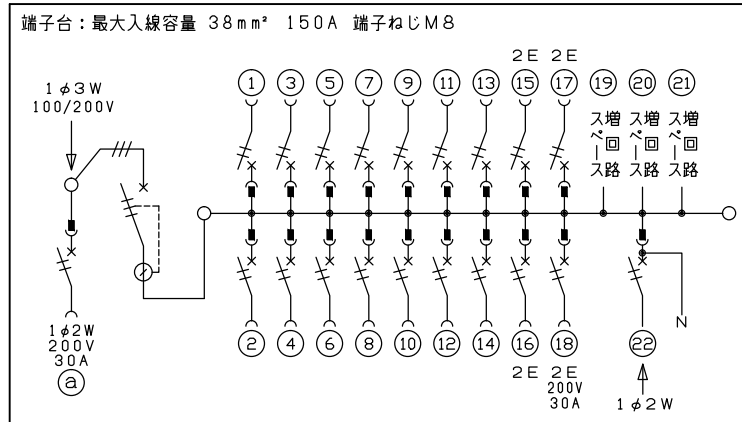 端子台：最大入線容量 38mm² 150A 端子ねじM8
2E 2E
1 3 5 7 9 11 13 15 17 19 20 21
1φ3W
100/200V
増回路スペース 増回路スペース 増回路スペース
N
2 4 6 8 10 12 14 16 18 22
1φ2W
200V
30A
a
2E 2E
200V
30A
1φ2W